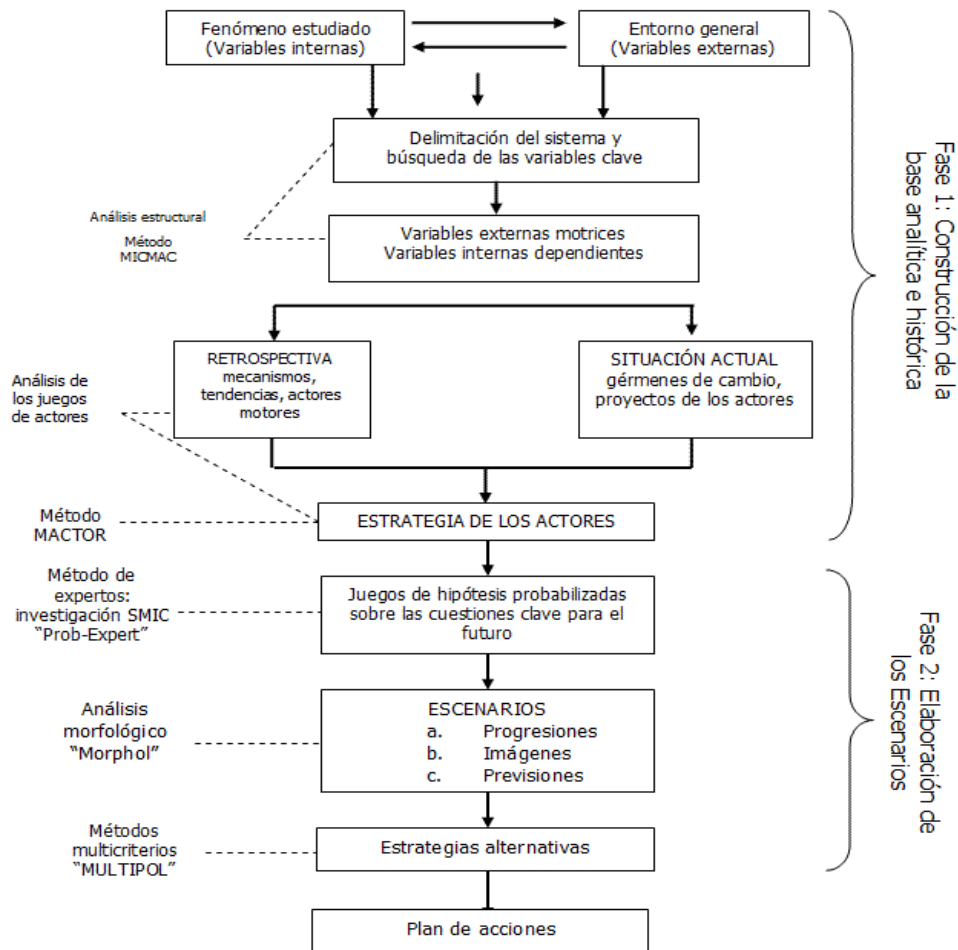 Fenómeno estudiado
(Variables internas)
Entorno general
(Variables externas)
Delimitación del sistema y
búsqueda de las variables clave
Análisis estructural
Método
MICMAC
Variables externas motrices
Variables internas dependientes
RETROSPECTIVA
mecanismos,
tendencias, actores
motores
SITUACIÓN ACTUAL
gérmenes de cambio,
proyectos de los actores
Análisis de
los juegos
de actores
Método
MACTOR
ESTRATEGIA DE LOS ACTORES
Fase 1: Construcción de la
base analítica e histórica
Método de
expertos:
investigación SMIC
“Prob-Expert”
Juegos de hipótesis probabilizadas
sobre las cuestiones clave para el
futuro
Análisis
morfológico
“Morphol”
ESCENARIOS
a. Progresiones
b. Imágenes
c. Previsiones
Métodos
multicriterios
“MULTIPOL”
Estrategias alternativas
Fase 2: Elaboración de
los Escenarios
Plan de acciones